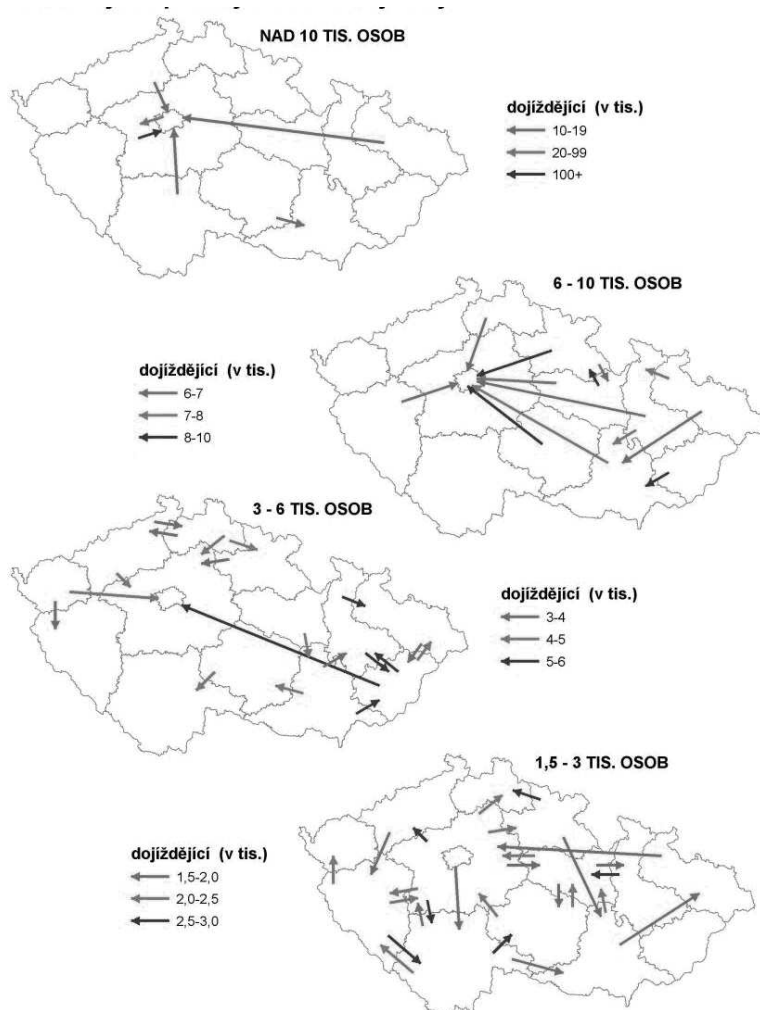 NAD 10 TIS. OSOB
dojíždějící (v tis.)
10-19
20-99
100+
6 - 10 TIS. OSOB
dojíždějící (v tis.)
6-7
7-8
8-10
3 - 6 TIS. OSOB
dojíždějící (v tis.)
3-4
4-5
5-6
1,5 - 3 TIS. OSOB
dojíždějící (v tis.)
1,5-2,0
2,0-2,5
2,5-3,0